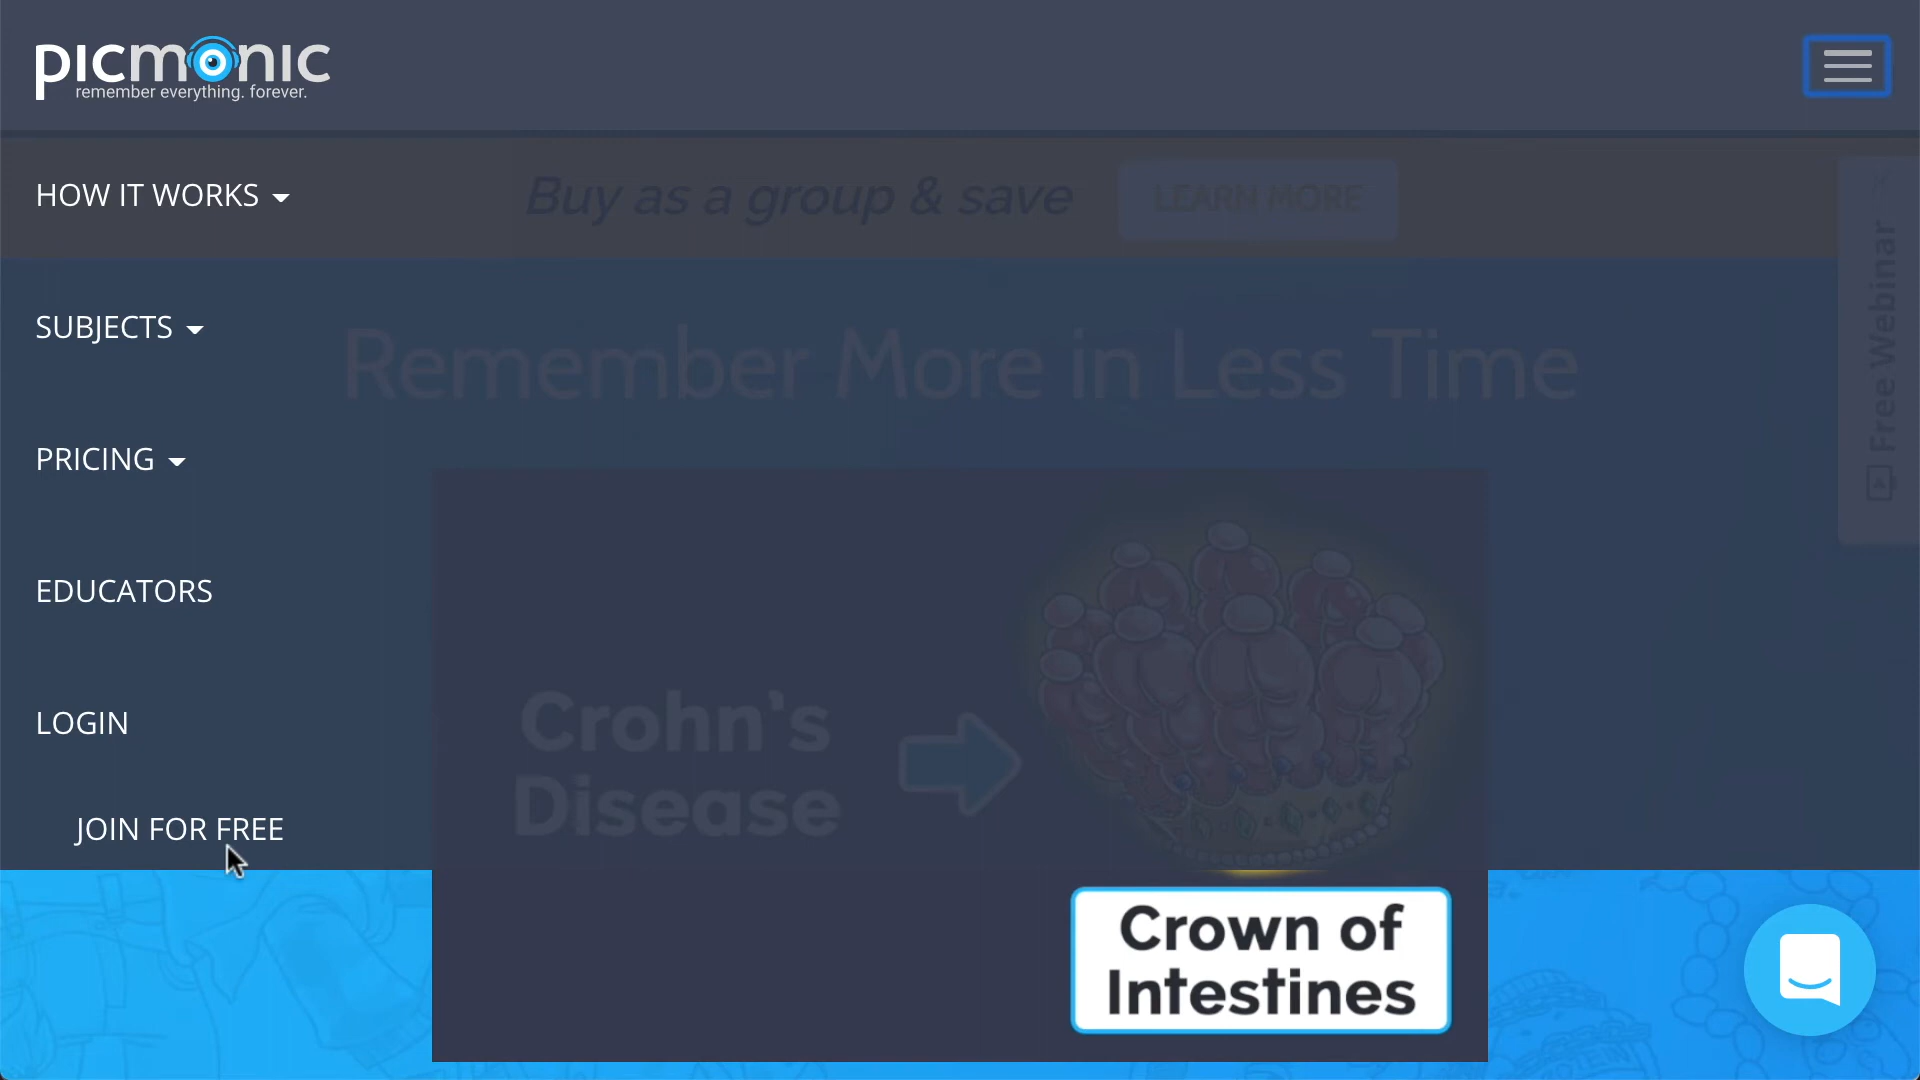 picmonic
remember everything. forever.
HOW IT WORKS
Buy as a group & save
LEARN MORE
Free Webinar
SUBJECTS
Remember More in Less Time
PRICING
EDUCATORS
LOGIN
JOIN FOR FREE
Crohn's
Disease
Crown of
Intestines